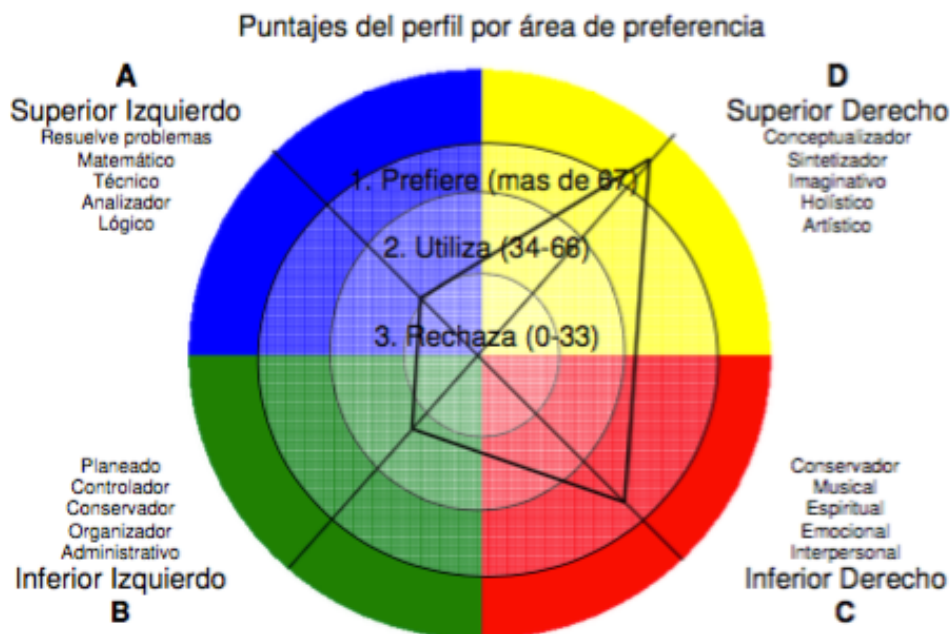 Puntajes del perfil por área de preferencia
A
Superior Izquierdo
Resuelve problemas
Matemático
Técnico
Analizador
Lógico
D
Superior Derecho
Conceptualizador
Sintetizador
Imaginativo
Holístico
Artístico
1. Prefiere (mas de 67)
2. Utiliza (34-66)
3. Rechaza (0-33)
Planeado
Controlador
Conservador
Organizador
Administrativo
Inferior Izquierdo
B
Conservador
Musical
Espiritual
Emocional
Interpersonal
Inferior Derecho
C